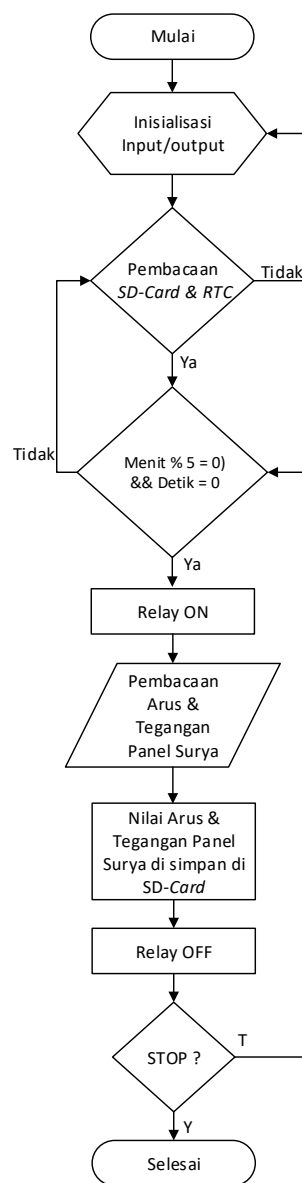 Mulai
Inisialisasi
Input/output
Pembacaan
SD-Card & RTC
Tidak
Ya
Tidak
Menit % 5 = 0)
&& Detik = 0
Ya
Relay ON
Pembacaan
Arus &
Tegangan
Panel Surya
Nilai Arus &
Tegangan Panel
Surya di simpan di
SD-Card
Relay OFF
STOP ?
T
Y
Selesai